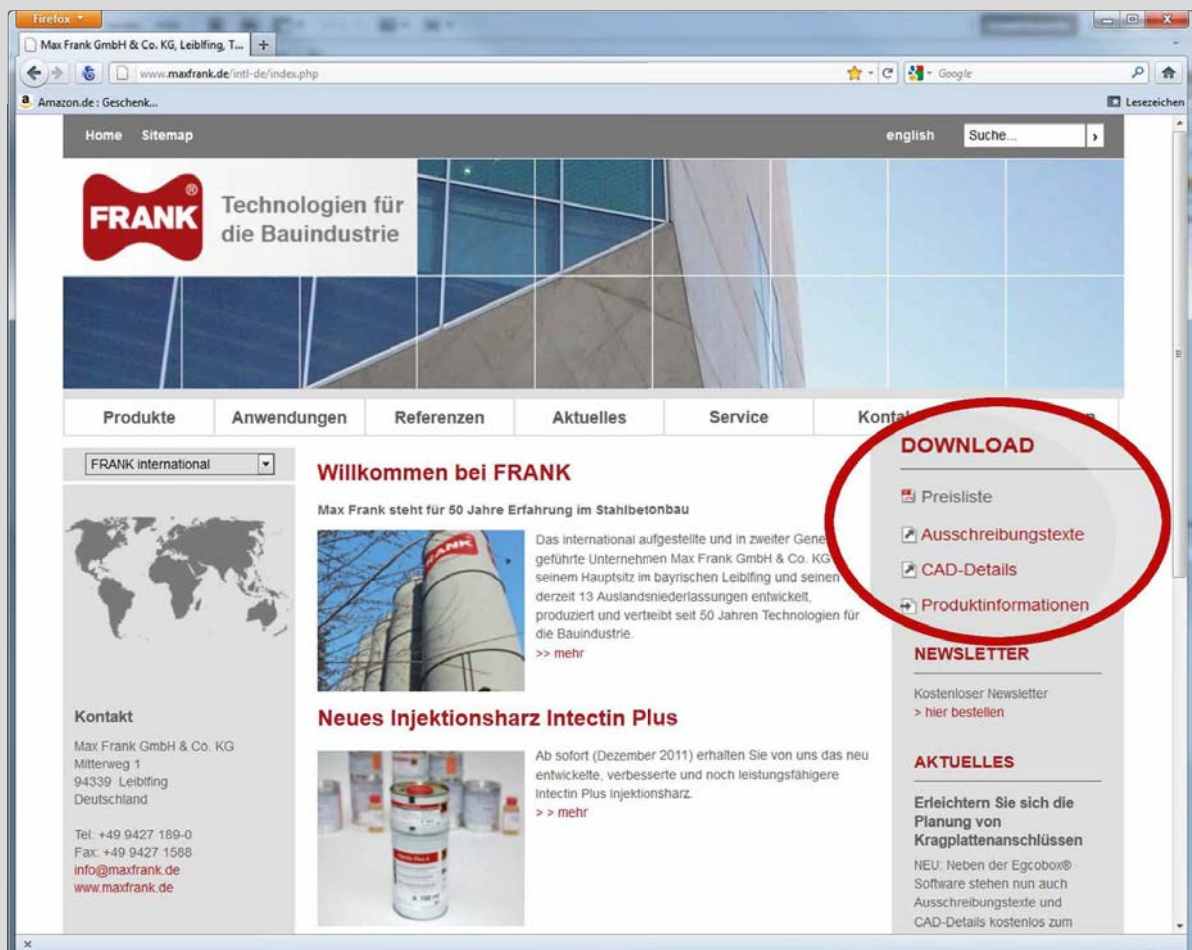 Firefox
Max Frank GmbH & Co. KG, Leiblfing, T...
www.maxfrank.de/intl-de/index.php
Google
Amazon.de : Geschenk...
Lesezeichen
Home Sitemap
english Suche...
FRANK ®
Technologien für
die Bauindustrie
Produkte Anwendungen Referenzen Aktuelles Service
FRANK international
Kontakt
Max Frank GmbH & Co. KG
Mitterweg 1
94339 Leiblfing
Deutschland
Tel: +49 9427 189-0
Fax: +49 9427 1588
info@maxfrank.de
www.maxfrank.de
Willkommen bei FRANK
Max Frank steht für 50 Jahre Erfahrung im Stahlbetonbau
FRANK
Das international aufgestellte und in zweiter Gene
geführte Unternehmen Max Frank GmbH & Co. KG
seinem Hauptsitz im bayrischen Leiblfing und seinen
derzeit 13 Auslandsniederlassungen entwickelt,
produziert und vertreibt seit 50 Jahren Technologien für
die Bauindustrie.
>> mehr
Neues Injektionsharz Intectin Plus
Ab sofort (Dezember 2011) erhalten Sie von uns das neu
entwickelte, verbesserte und noch leistungsfähigere
Intectin Plus Injektionsharz.
> > mehr
DOWNLOAD
Preisliste
Ausschreibungstexte
CAD-Details
Produktinformationen
NEWSLETTER
Kostenloser Newsletter
> hier bestellen
AKTUELLES
Erleichtern Sie sich die
Planung von
Kragplattenanschlüssen
NEU: Neben der Egcobox®
Software stehen nun auch
Ausschreibungstexte und
CAD-Details kostenlos zum